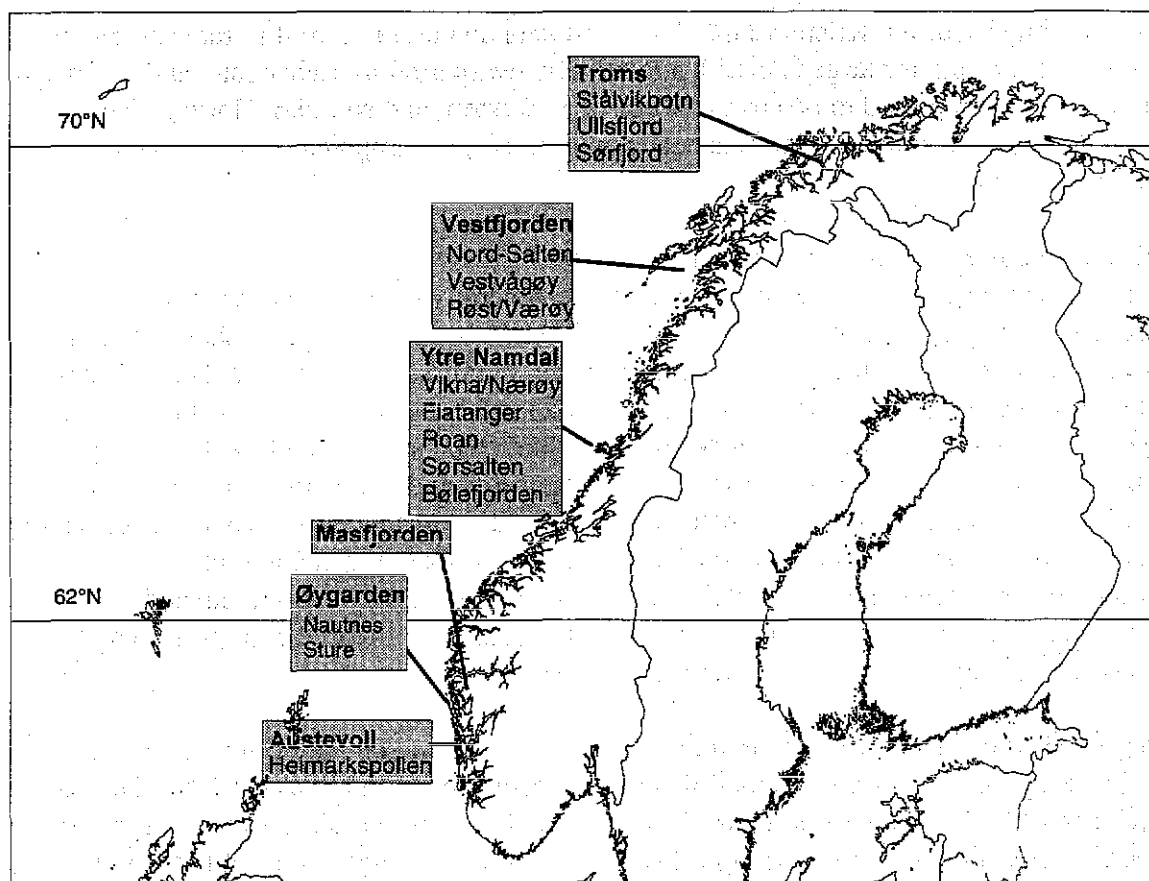 70°N
Troms
Stålvikbotn
Ullsfjord
Sørfjord
Vestfjorden
Nord-Salten
Vestvågøy
Røst/Værøy
Ytre Namdal
Vikna/Nærøy
Flatanger
Roan
Sørsalten
Bølefjorden
Masfjorden
62°N
Øygarden
Nautnes
Sture
Austevoll
Heimarkspollen